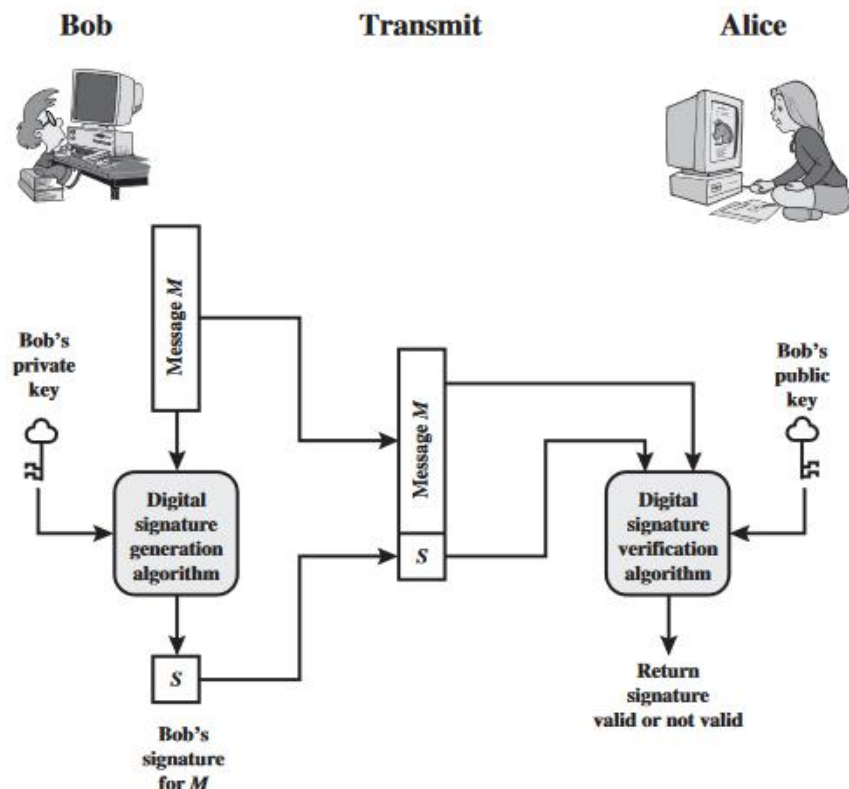 Bob
Transmit
Alice
Message M
Bob's
private
key
Message M
Bob's
public
key
Digital
signature
generation
algorithm
S
Digital
signature
verification
algorithm
S
Bob's
signature
for M
Return
signature
valid or not valid